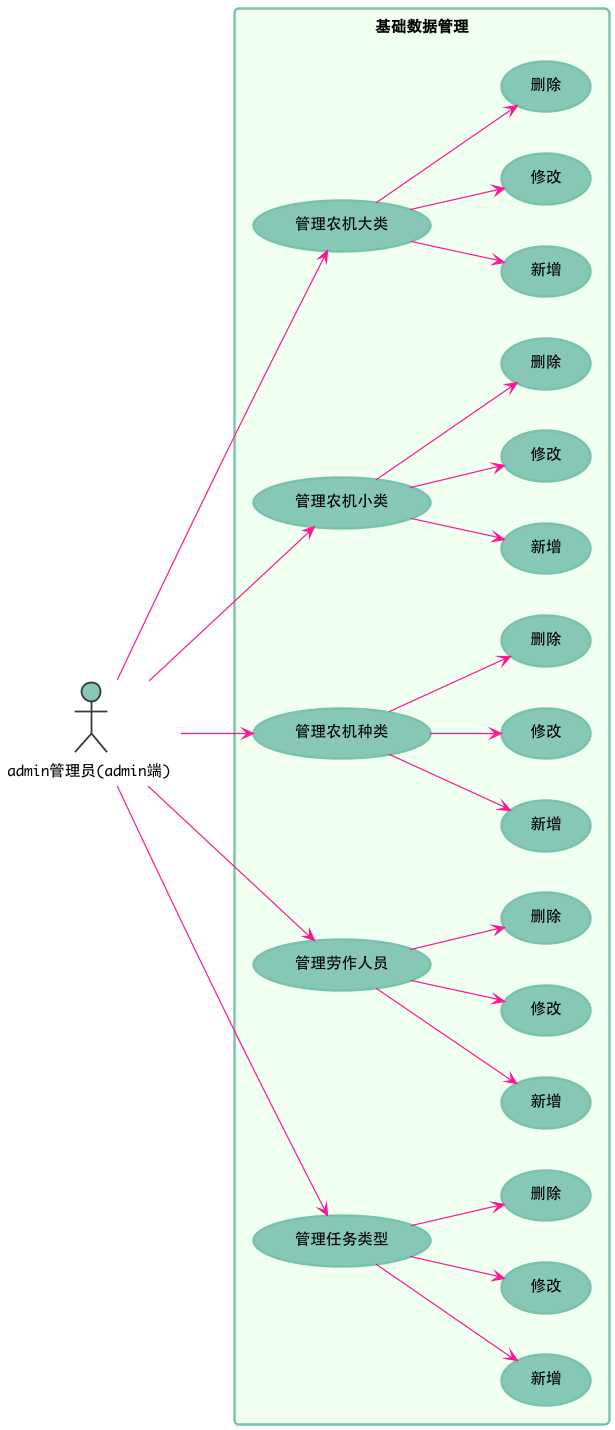 基础数据管理
删除
修改
管理农机大类
新增
删除
修改
管理农机小类
新增
删除
修改
管理农机种类
新增
admin管理员(admin端)
删除
修改
管理劳作人员
新增
删除
修改
管理任务类型
新增